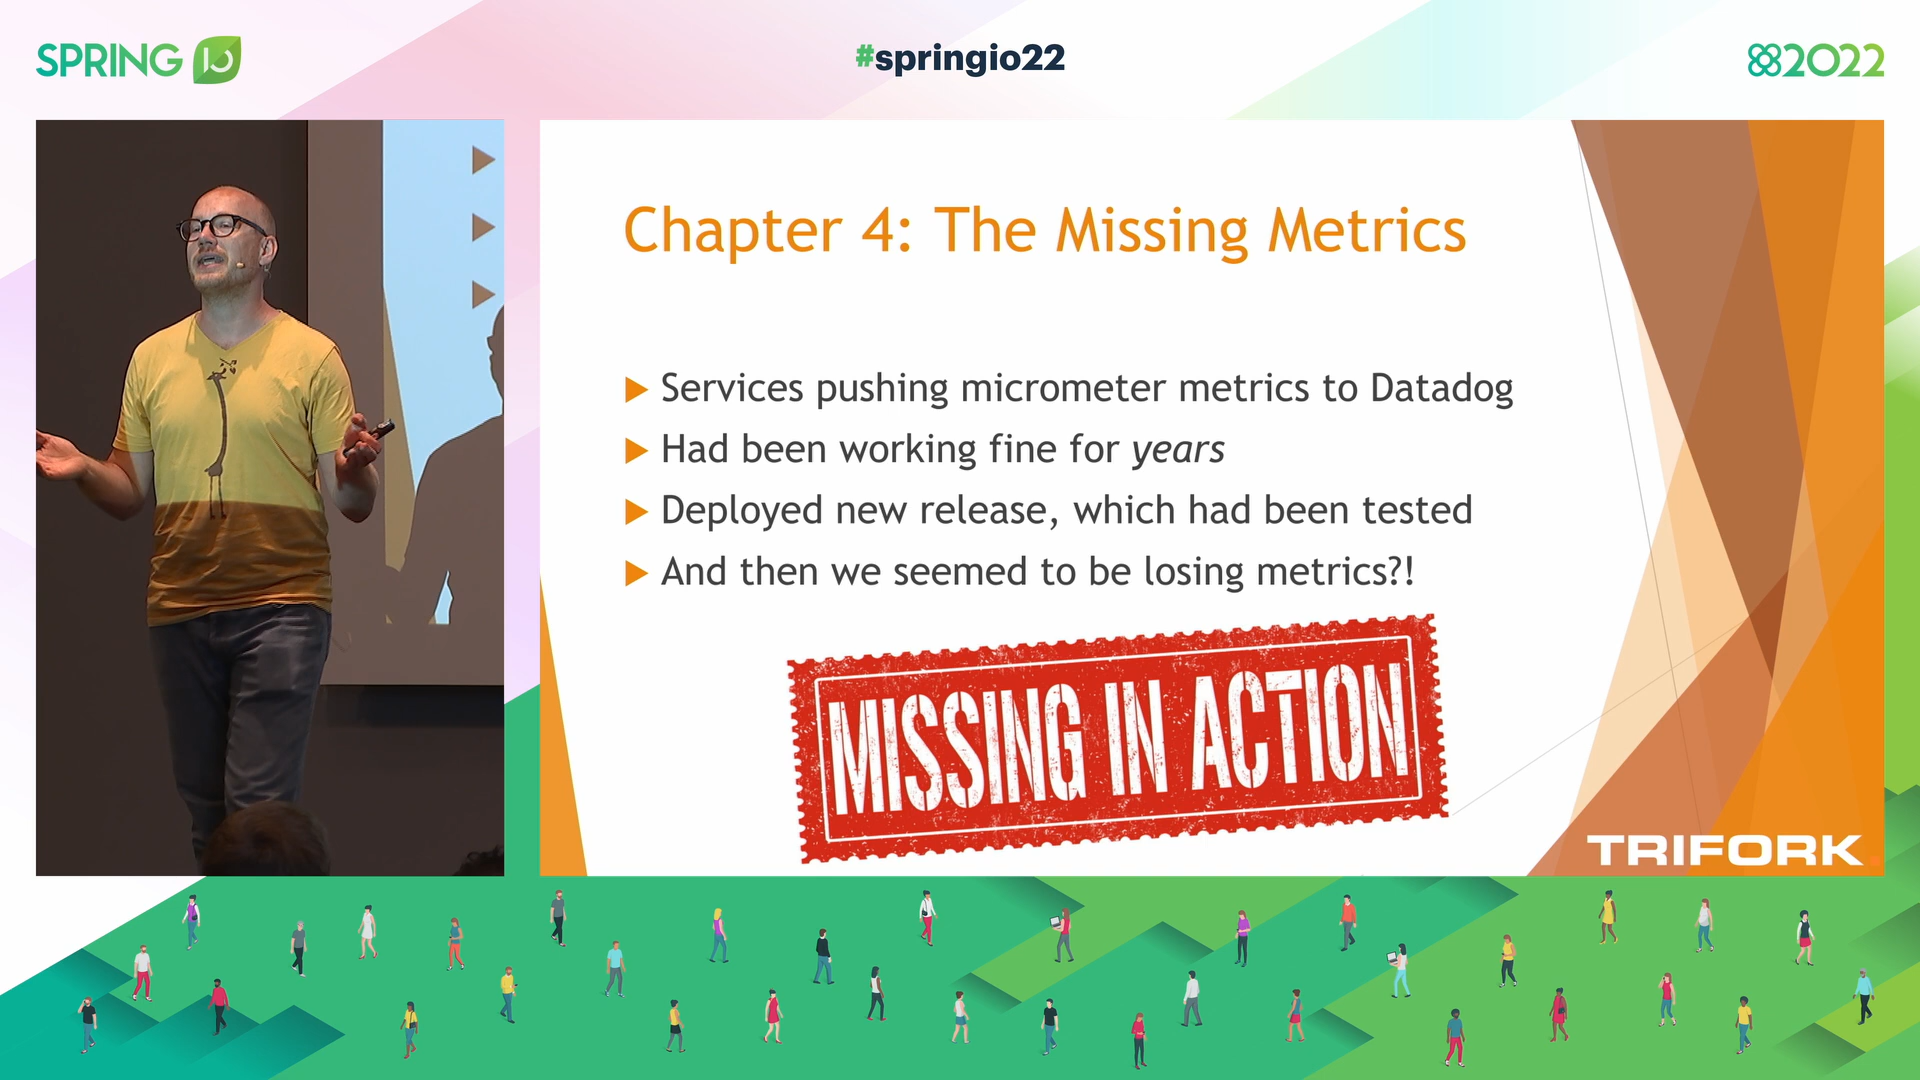 SPRING IO
#springio22
2022
Chapter 4: The Missing Metrics
Services pushing micrometer metrics to Datadog
Had been working fine for years
Deployed new release, which had been tested
And then we seemed to be losing metrics?!
MISSING IN ACTION
TRIFORK